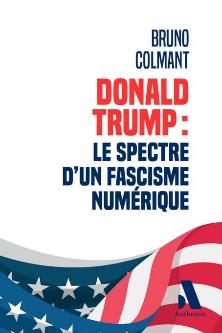 BRUNO
COLMANT
DONALD
TRUMP :
LE SPECTRE
D'UN FASCISME
NUMÉRIQUE
Anthemis